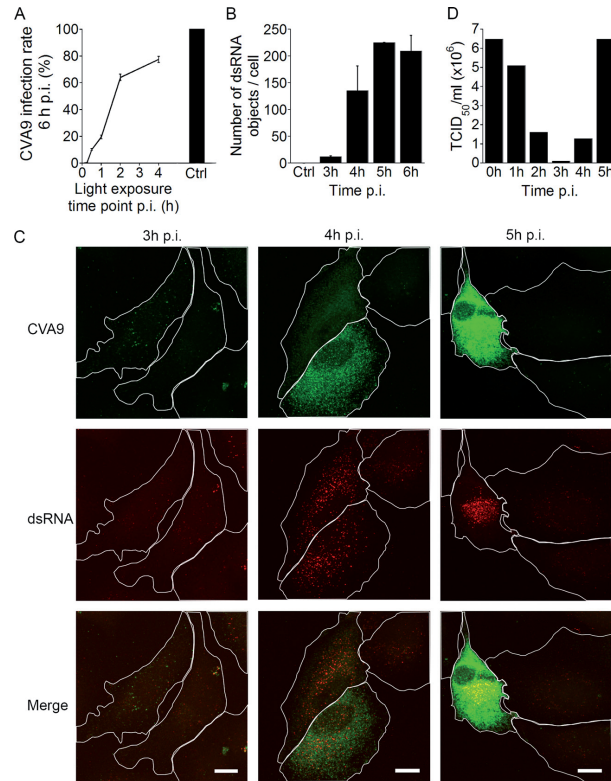 A
CVA9 infection rate
6 h p.i. (%)
100
80
60
40
20
0
0 1 2 3 4 Ctrl
Light exposure
time point p.i. (h)
B
Number of dsRNA
objects / cell
250
200
150
100
50
0
Ctrl 3h 4h 5h 6h
Time p.i.
D
TCID50/ml (x10⁶)
7
6
5
4
3
2
1
0
0h 1h 2h 3h 4h 5h
Time p.i.
C
3h p.i. 4h p.i. 5h p.i.
CVA9
dsRNA
Merge